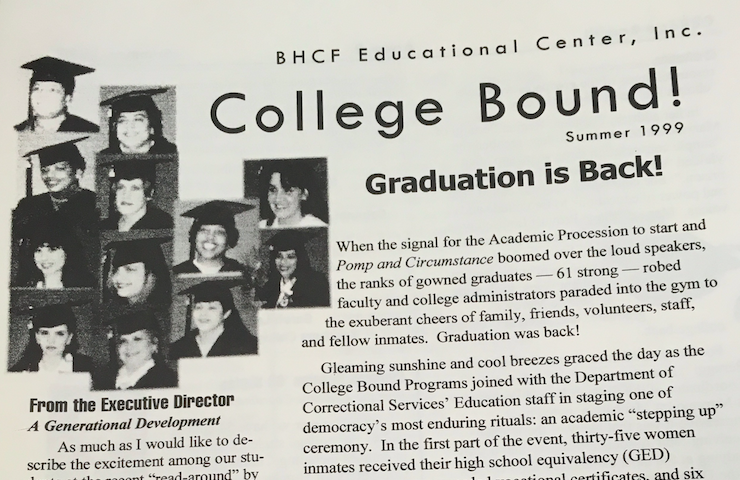 BHCF Educational Center, Inc.
College Bound!
Summer 1999
Graduation is Back!
When the signal for the Academic Procession to start and
Pomp and Circumstance boomed over the loud speakers,
the ranks of gowned graduates — 61 strong — robed
faculty and college administrators paraded into the gym to
the exuberant cheers of family, friends, volunteers, staff,
and fellow inmates. Graduation was back!
Gleaming sunshine and cool breezes graced the day as the
College Bound Programs joined with the Department of
Correctional Services' Education staff in staging one of
democracy's most enduring rituals: an academic "stepping up"
ceremony. In the first part of the event, thirty-five women
inmates received their high school equivalency (GED)
certificates, and six
From the Executive Director
A Generational Development
As much as I would like to de-
scribe the excitement among our stu-
"read-around" by